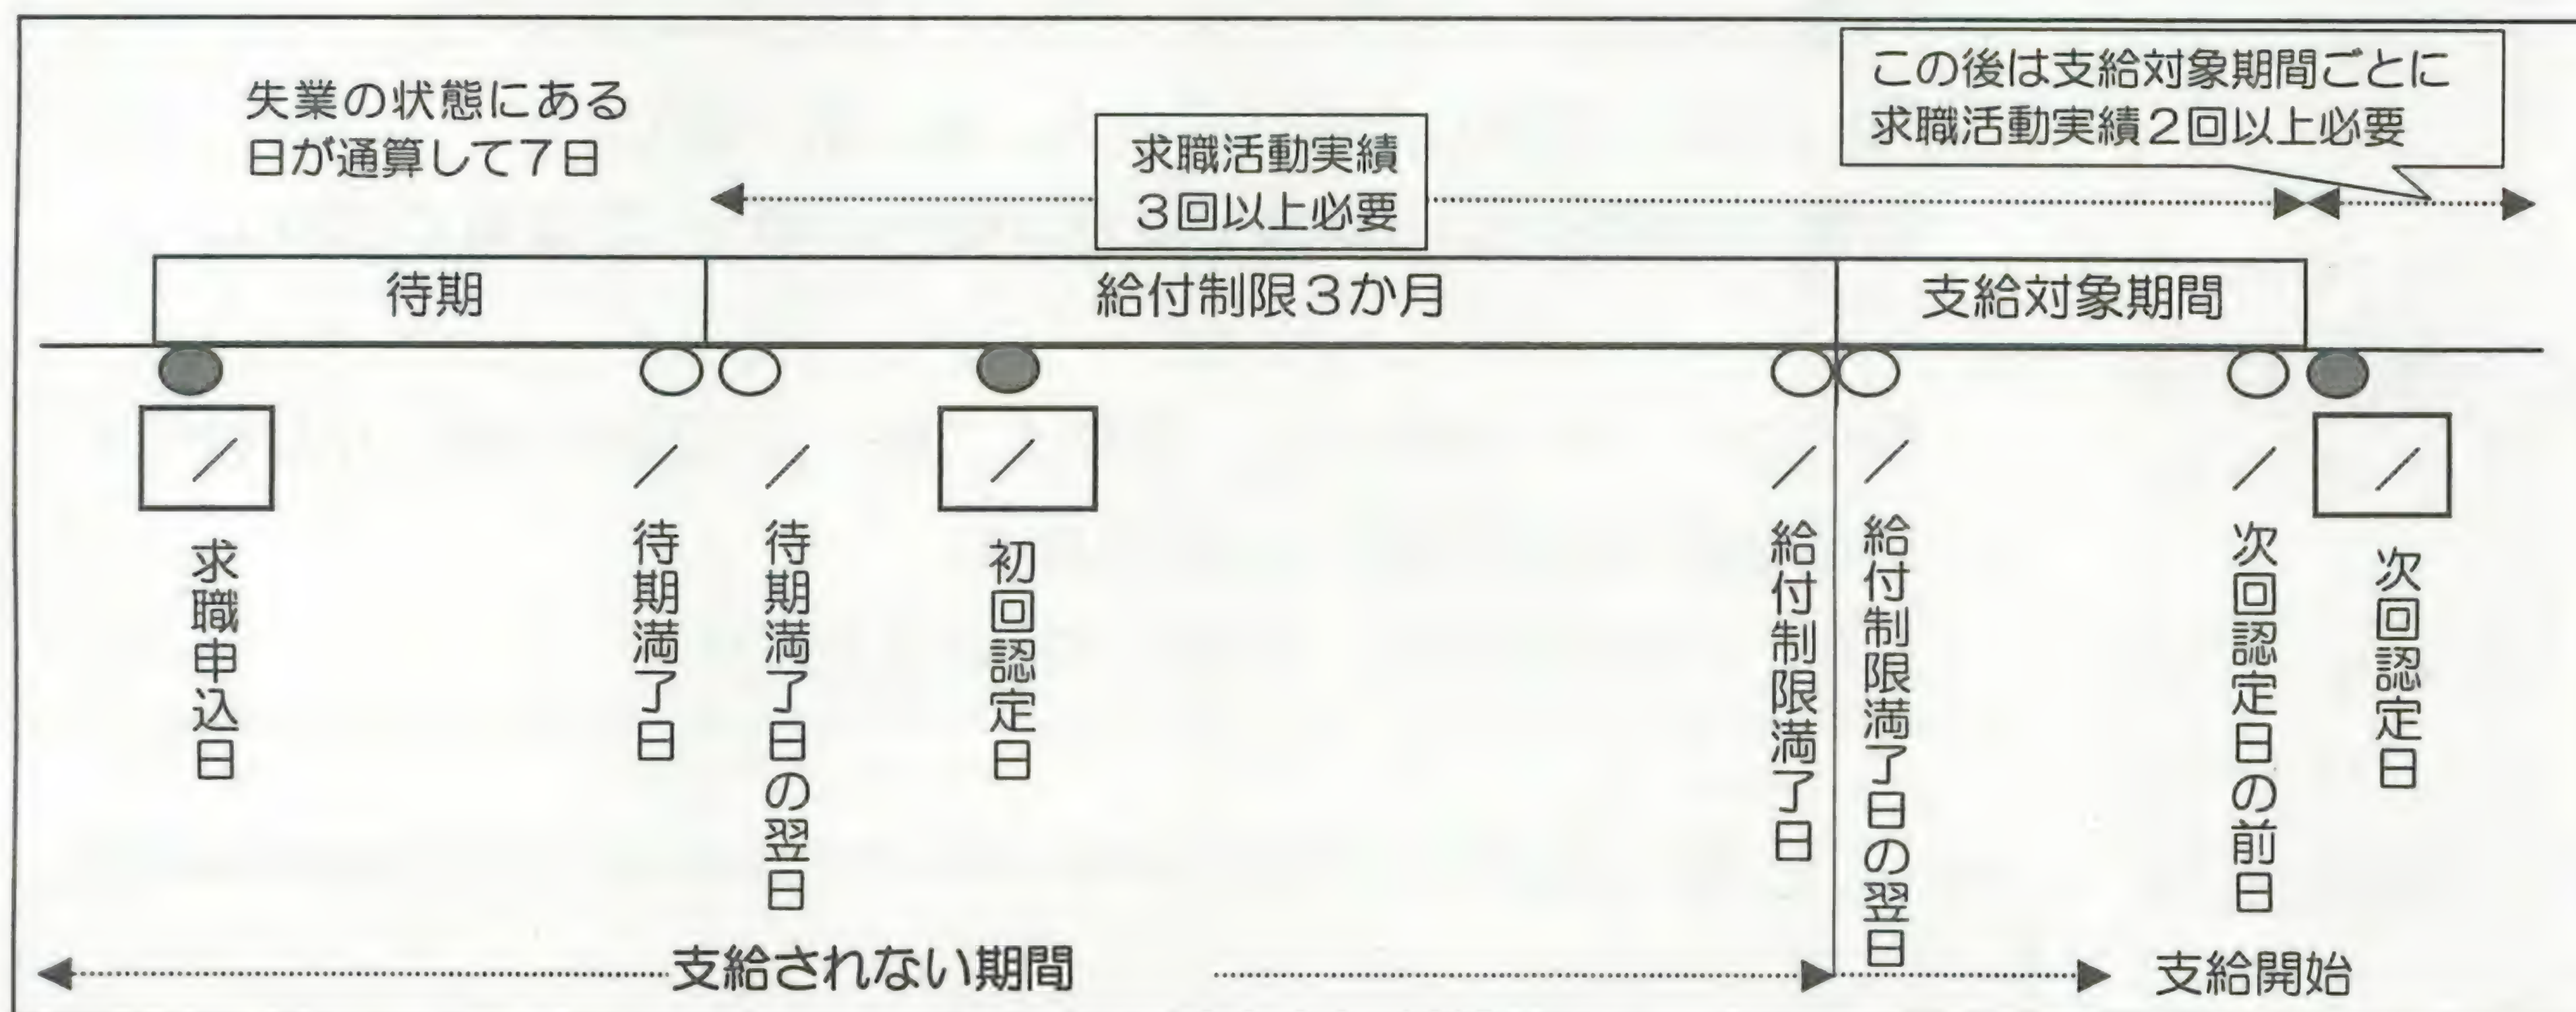 失業の状態にある
日が通算して7日
求職活動実績
3回以上必要
この後は支給対象期間ごとに
求職活動実績2回以上必要
待期
給付制限3か月
支給対象期間
/
/
/
/
/
/
/
/
求職申込日
待期満了日
待期満了日の翌日
初回認定日
給付制限満了日
給付制限満了日の翌日
次回認定日の前日
次回認定日
支給されない期間
支給開始